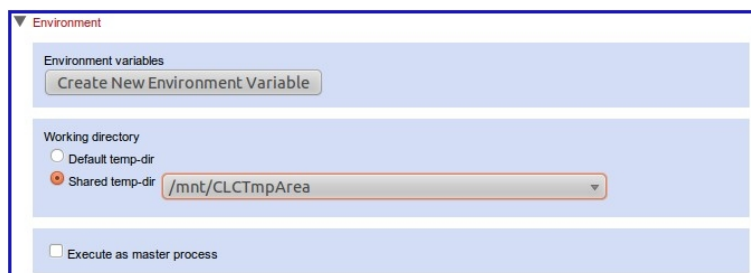 Environment
Environment variables
Create New Environment Variable
Working directory
Default temp-dir
Shared temp-dir /mnt/CLCTmpArea
Execute as master process